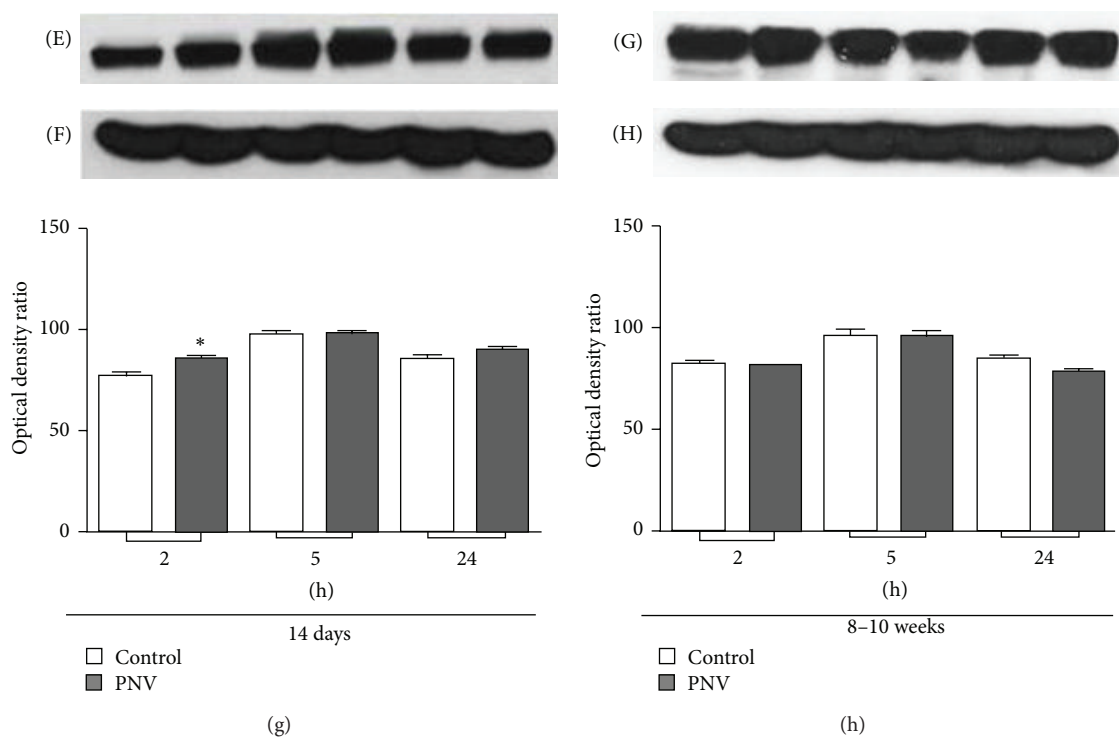 (E)
(F)
150
100
50
0
Optical density ratio
*
2 5 24
(h)
14 days
Control
PNV
(g)
(G)
(H)
150
100
50
0
Optical density ratio
2 5 24
(h)
8–10 weeks
Control
PNV
(h)